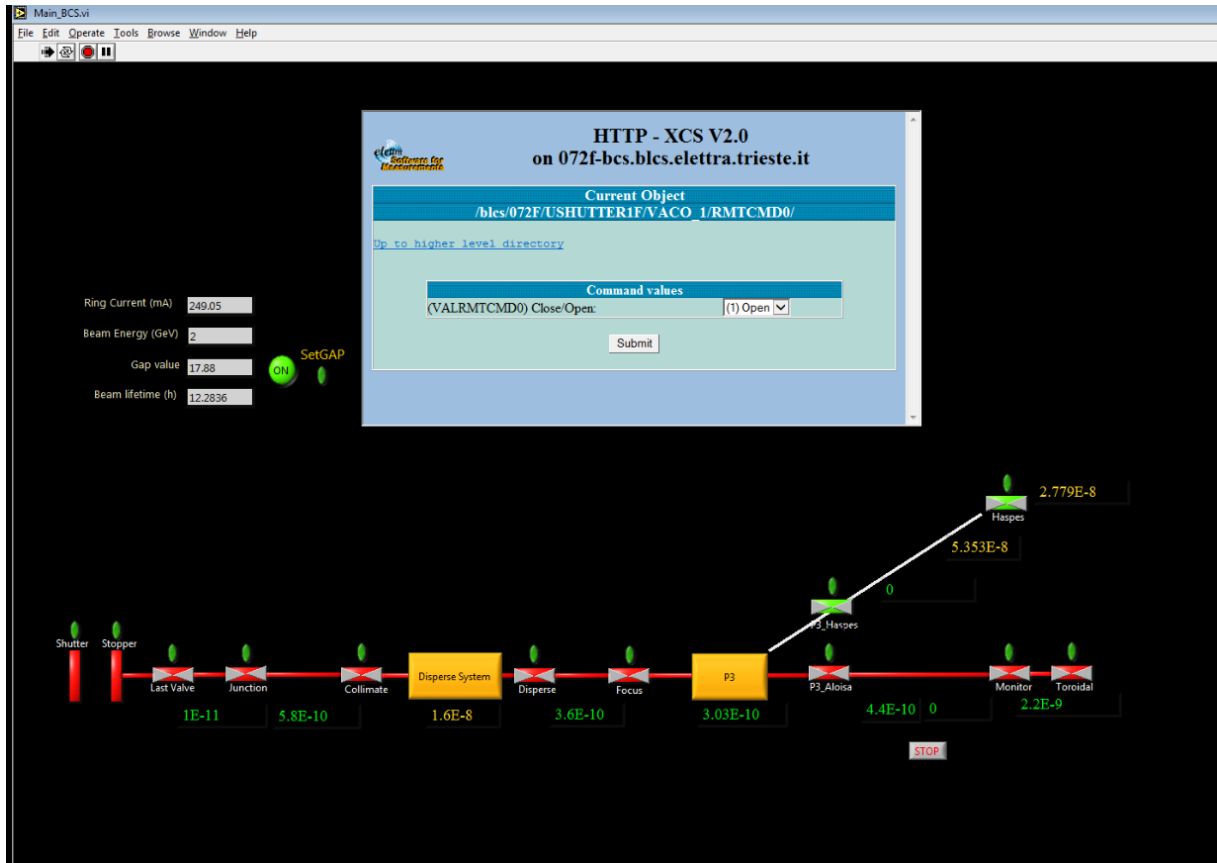 Main_BCS.vi
File Edit Operate Tools Browse Window Help
elettra
Software for
Measurements
HTTP - XCS V2.0
on 072f-bcs.blcs.elettra.trieste.it
Current Object
/blcs/072F/USHUTTER1F/VACO_1/RMTCMD0/
Up to higher level directory
Command values
(VALRMTCMD0) Close/Open: (1) Open
Submit
Ring Current (mA) 249.05
Beam Energy (GeV) 2
Gap value 17.88
Beam lifetime (h) 12.2836
ON
SetGAP
2.779E-8
Haspes
5.353E-8
0
P3_Haspes
Shutter Stopper
Last Valve Junction Collimate Disperse System Disperse Focus P3 P3_Aloisa Monitor Toroidal
1E-11 5.8E-10 1.6E-8 3.6E-10 3.03E-10 4.4E-10 0 2.2E-9
STOP